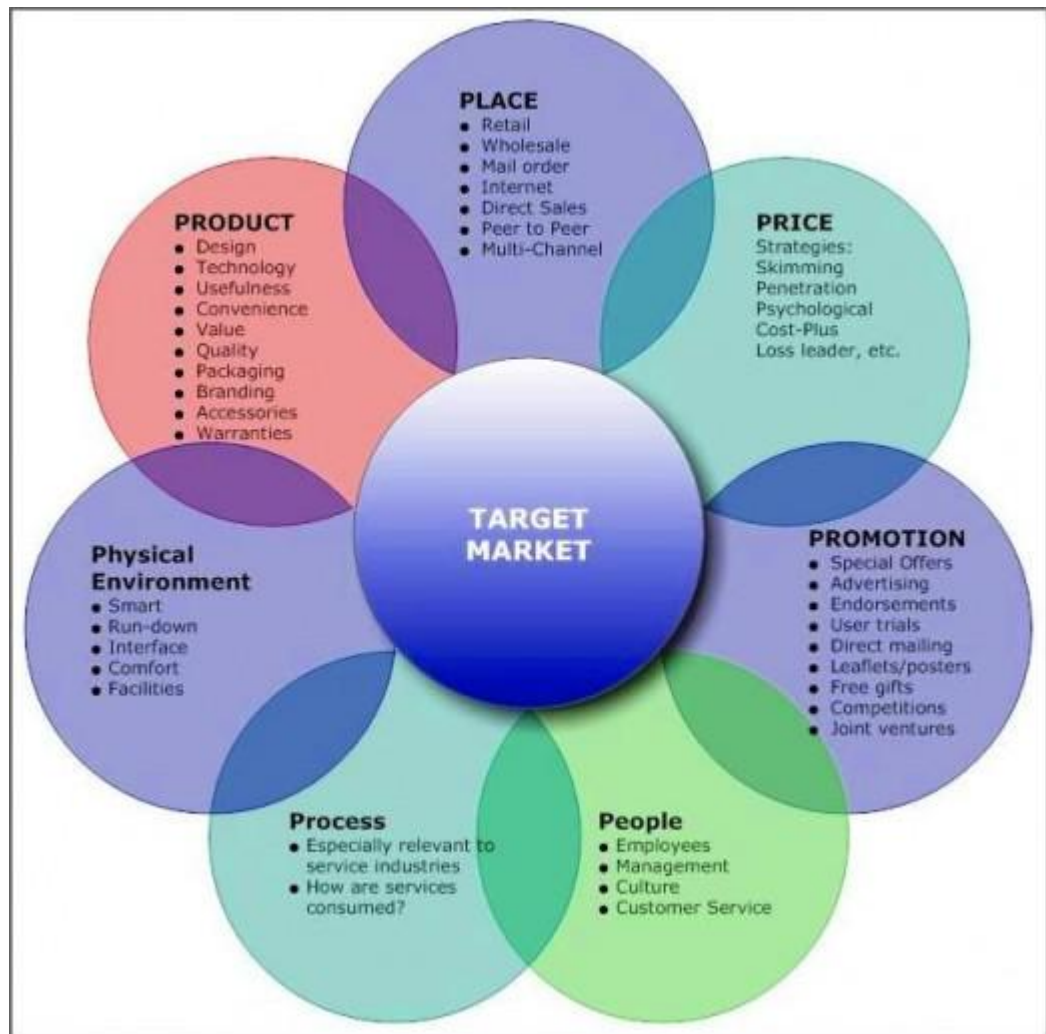 PLACE
• Retail
• Wholesale
• Mail order
• Internet
• Direct Sales
• Peer to Peer
• Multi-Channel
PRODUCT
• Design
• Technology
• Usefulness
• Convenience
• Value
• Quality
• Packaging
• Branding
• Accessories
• Warranties
PRICE
Strategies:
Skimming
Penetration
Psychological
Cost-Plus
Loss leader, etc.
TARGET
MARKET
Physical
Environment
• Smart
• Run-down
• Interface
• Comfort
• Facilities
PROMOTION
• Special Offers
• Advertising
• Endorsements
• User trials
• Direct mailing
• Leaflets/posters
• Free gifts
• Competitions
• Joint ventures
Process
• Especially relevant to
service industries
• How are services
consumed?
People
• Employees
• Management
• Culture
• Customer Service